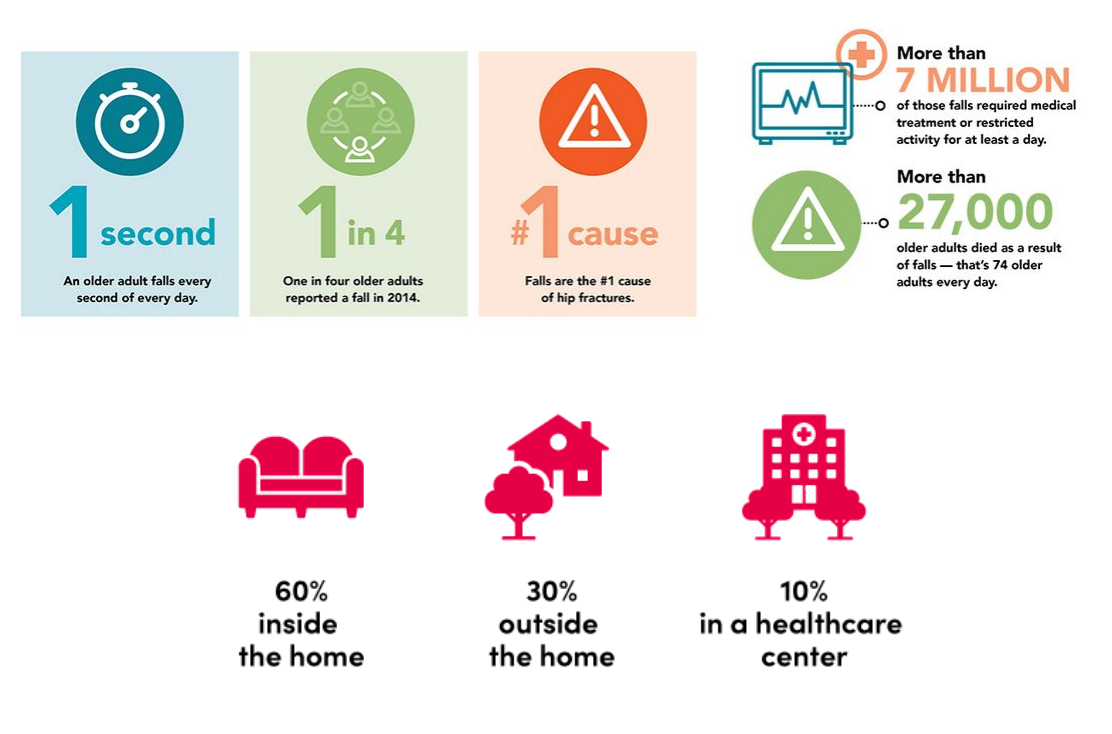 1 second
An older adult falls every
second of every day.
1 in 4
One in four older adults
reported a fall in 2014.
#1 cause
Falls are the #1 cause
of hip fractures.
More than
7 MILLION
of those falls required medical
treatment or restricted
activity for at least a day.
More than
27,000
older adults died as a result
of falls — that's 74 older
adults every day.
60%
inside
the home
30%
outside
the home
10%
in a healthcare
center